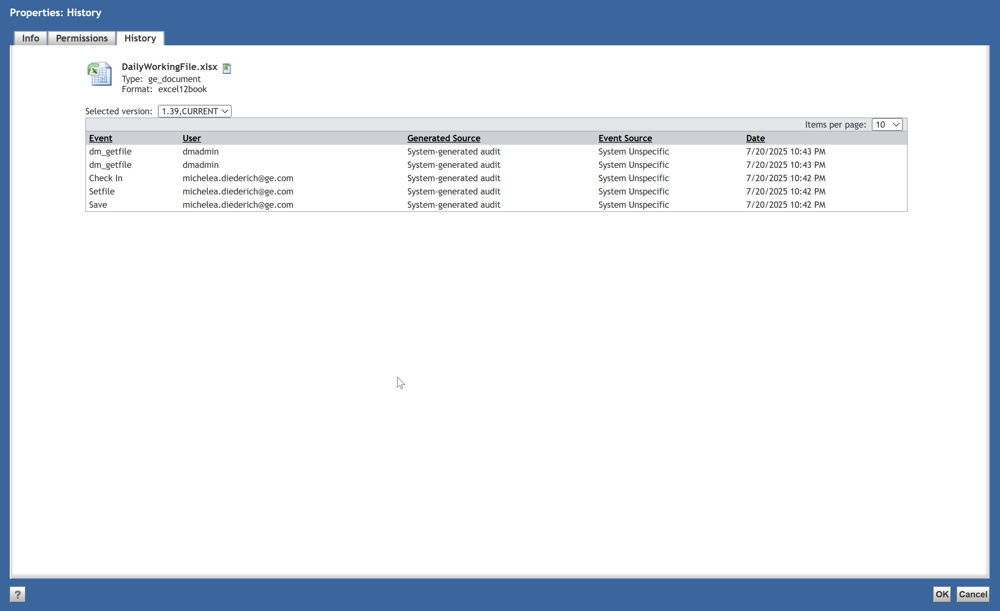 Properties: History
Info Permissions History
DailyWorkingFile.xlsx
Type: ge_document
Format: excel12book
Selected version: 1.39,CURRENT
Items per page: 10
Event User Generated Source Event Source Date
dm_getfile dmadmin System-generated audit System Unspecific 7/20/2025 10:43 PM
dm_getfile dmadmin System-generated audit System Unspecific 7/20/2025 10:43 PM
Check In michelea.diederich@ge.com System-generated audit System Unspecific 7/20/2025 10:42 PM
Setfile michelea.diederich@ge.com System-generated audit System Unspecific 7/20/2025 10:42 PM
Save michelea.diederich@ge.com System-generated audit System Unspecific 7/20/2025 10:42 PM
? OK Cancel